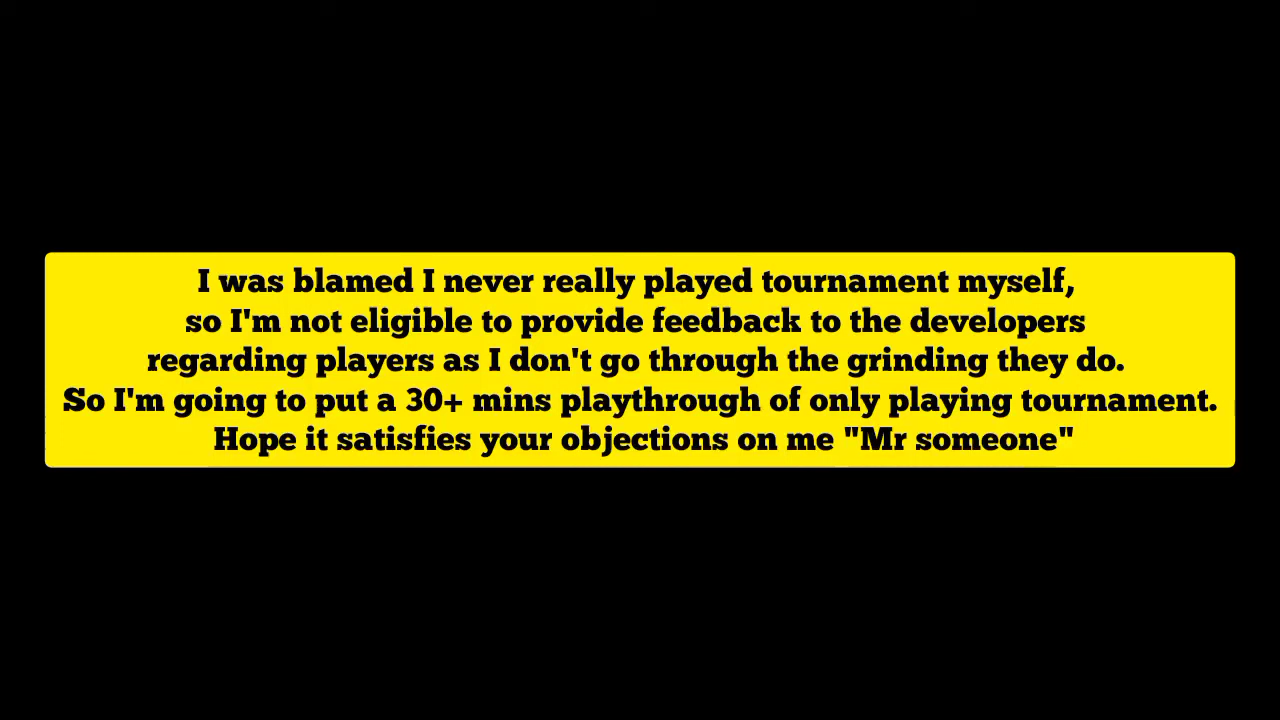 I was blamed I never really played tournament myself,
so I'm not eligible to provide feedback to the developers
regarding players as I don't go through the grinding they do.
So I'm going to put a 30+ mins playthrough of only playing tournament.
Hope it satisfies your objections on me "Mr someone"